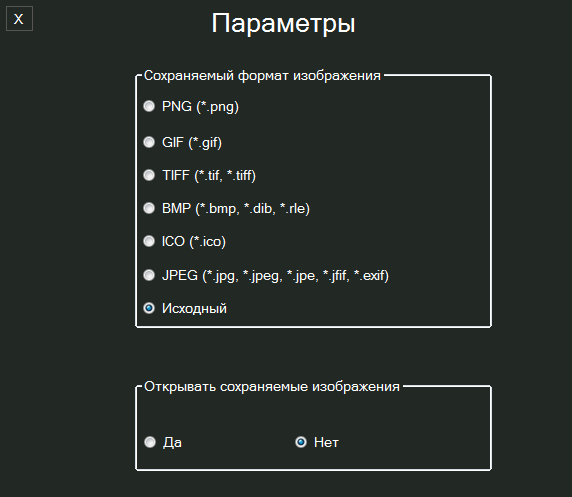 X
Параметры
Сохраняемый формат изображения
PNG (*.png)
GIF (*.gif)
TIFF (*.tif, *.tiff)
BMP (*.bmp, *.dib, *.rle)
ICO (*.ico)
JPEG (*.jpg, *.jpeg, *.jpe, *.jfif, *.exif)
Исходный
Открывать сохраняемые изображения
Да Нет